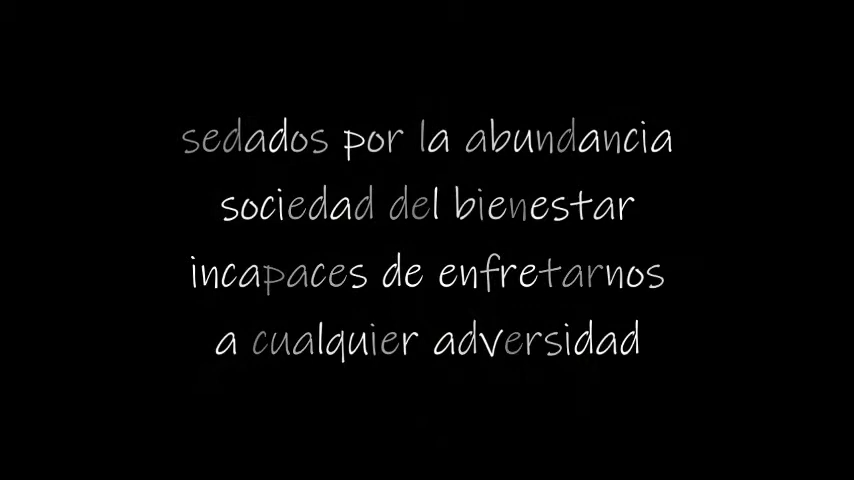 sedados por la abundancia
sociedad del bienestar
incapaces de enfretarnos
a cualquier adversidad